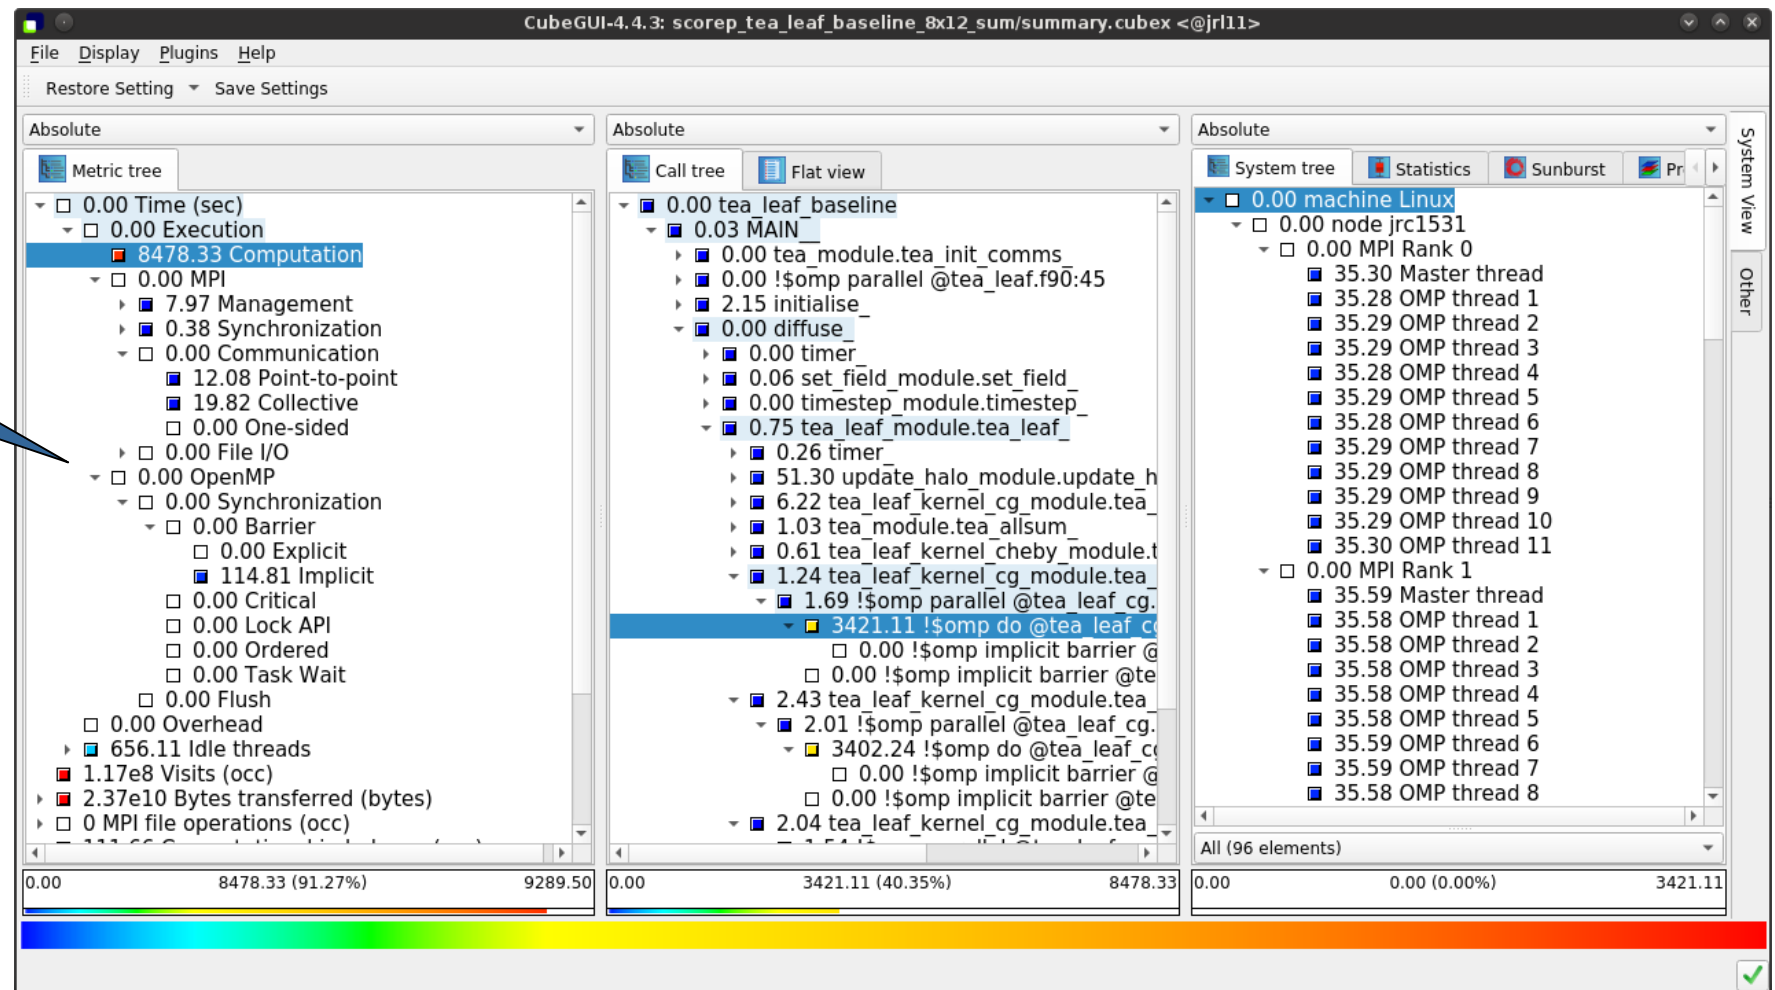 CubeGUI-4.4.3: scorep_tea_leaf_baseline_8x12_sum/summary.cubex <@jrl11>
File Display Plugins Help
Restore Setting Save Settings
Absolute
Metric tree
0.00 Time (sec)
0.00 Execution
8478.33 Computation
0.00 MPI
7.97 Management
0.38 Synchronization
0.00 Communication
12.08 Point-to-point
19.82 Collective
0.00 One-sided
0.00 File I/O
0.00 OpenMP
0.00 Synchronization
0.00 Barrier
0.00 Explicit
114.81 Implicit
0.00 Critical
0.00 Lock API
0.00 Ordered
0.00 Task Wait
0.00 Flush
0.00 Overhead
656.11 Idle threads
1.17e8 Visits (occ)
2.37e10 Bytes transferred (bytes)
0 MPI file operations (occ)
0.00 8478.33 (91.27%) 9289.50
Absolute
Call tree Flat view
0.00 tea_leaf_baseline
0.03 MAIN__
0.00 tea_module.tea_init_comms_
0.00 !$omp parallel @tea_leaf.f90:45
2.15 initialise_
0.00 diffuse_
0.00 timer_
0.06 set_field_module.set_field_
0.00 timestep_module.timestep_
0.75 tea_leaf_module.tea_leaf_
0.26 timer_
51.30 update_halo_module.update_h
6.22 tea_leaf_kernel_cg_module.tea_
1.03 tea_module.tea_allsum_
0.61 tea_leaf_kernel_cheby_module.t
1.24 tea_leaf_kernel_cg_module.tea_
1.69 !$omp parallel @tea_leaf_cg.
3421.11 !$omp do @tea_leaf_c
0.00 !$omp implicit barrier @
0.00 !$omp implicit barrier @te
2.43 tea_leaf_kernel_cg_module.tea_
2.01 !$omp parallel @tea_leaf_cg.
3402.24 !$omp do @tea_leaf_c
0.00 !$omp implicit barrier @
0.00 !$omp implicit barrier @te
2.04 tea_leaf_kernel_cg_module.tea_
0.00 3421.11 (40.35%) 8478.33
Absolute
System tree Statistics Sunburst
0.00 machine Linux
0.00 node jrc1531
0.00 MPI Rank 0
35.30 Master thread
35.28 OMP thread 1
35.29 OMP thread 2
35.29 OMP thread 3
35.28 OMP thread 4
35.29 OMP thread 5
35.28 OMP thread 6
35.29 OMP thread 7
35.29 OMP thread 8
35.29 OMP thread 9
35.29 OMP thread 10
35.30 OMP thread 11
0.00 MPI Rank 1
35.59 Master thread
35.58 OMP thread 1
35.58 OMP thread 2
35.58 OMP thread 3
35.58 OMP thread 4
35.58 OMP thread 5
35.59 OMP thread 6
35.59 OMP thread 7
35.58 OMP thread 8
All (96 elements)
0.00 0.00 (0.00%) 3421.11
System View
Other